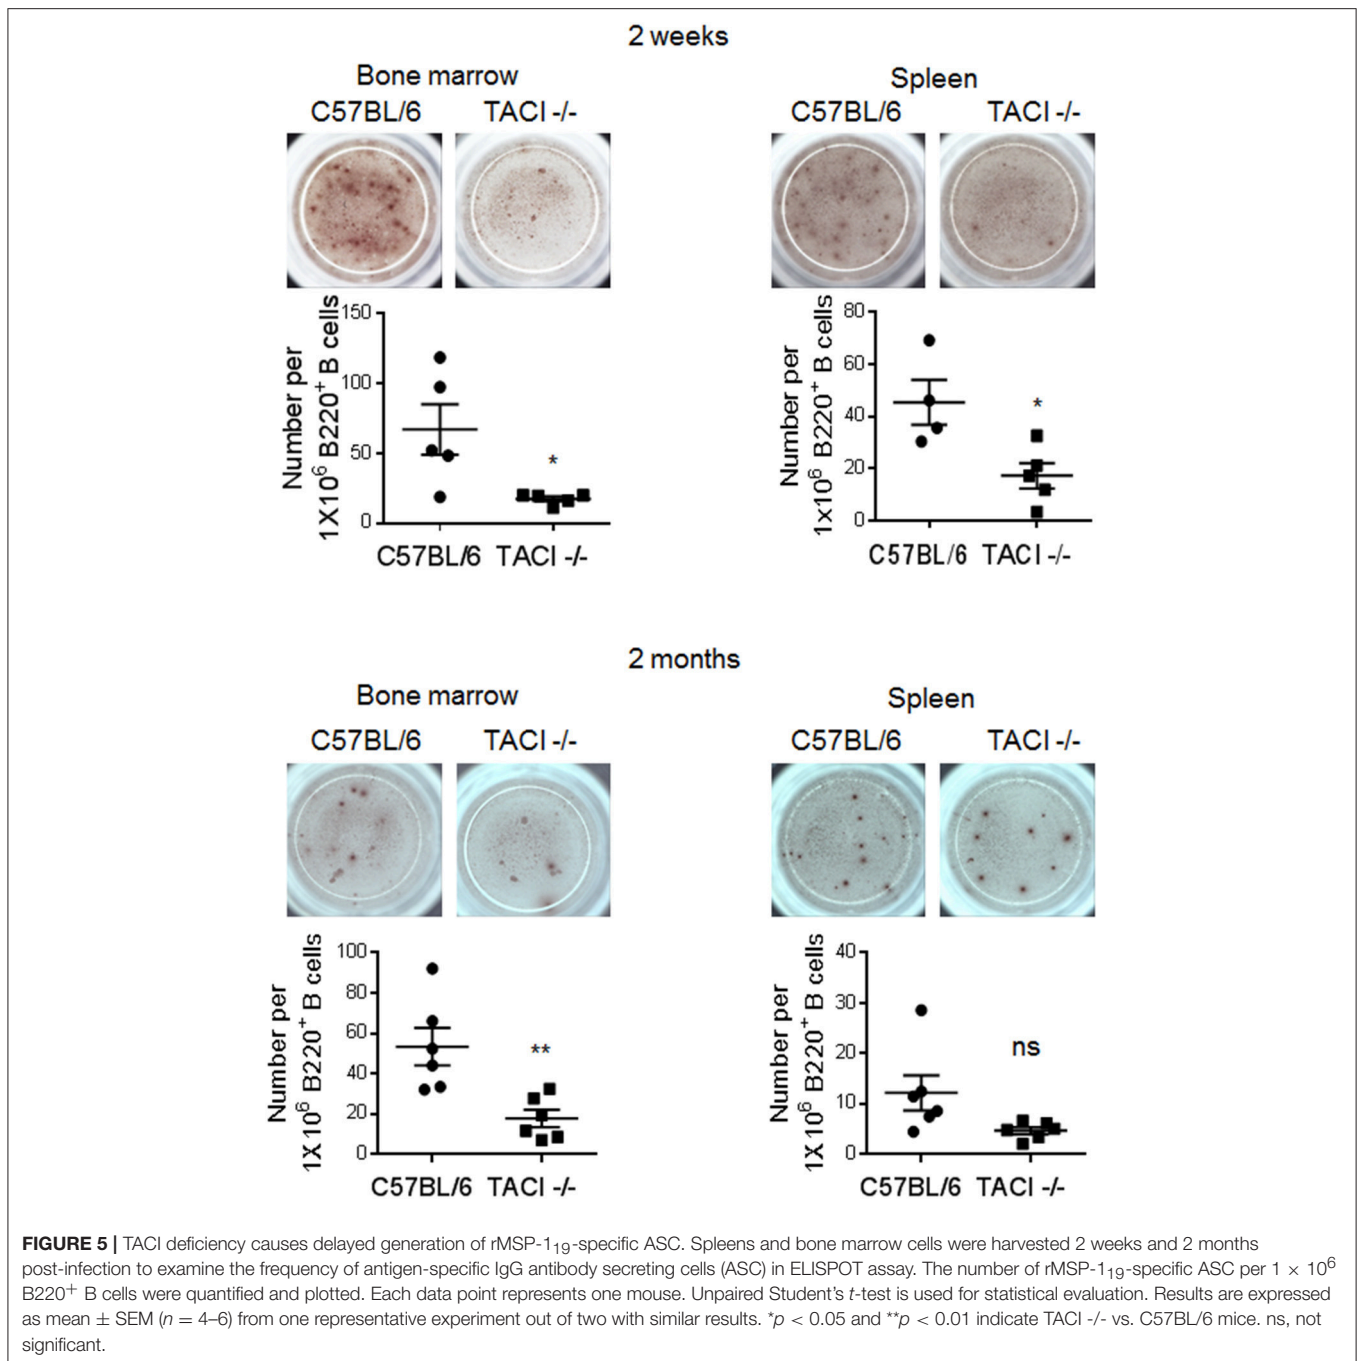 2 weeks
Bone marrow
Spleen
C57BL/6 TACI -/-
C57BL/6 TACI -/-
Number per
1X10⁶ B220⁺ B cells
150
100
50
0
*
C57BL/6 TACI -/-
Number per
1x10⁶ B220⁺ B cells
80
60
40
20
0
*
C57BL/6 TACI -/-
2 months
Bone marrow
Spleen
C57BL/6 TACI -/-
C57BL/6 TACI -/-
Number per
1X10⁶ B220⁺ B cells
100
80
60
40
20
0
**
C57BL/6 TACI -/-
Number per
1X10⁶ B220⁺ B cells
40
30
20
10
0
ns
C57BL/6 TACI -/-
FIGURE 5 | TACI deficiency causes delayed generation of rMSP-1₁₉-specific ASC. Spleens and bone marrow cells were harvested 2 weeks and 2 months
post-infection to examine the frequency of antigen-specific IgG antibody secreting cells (ASC) in ELISPOT assay. The number of rMSP-1₁₉-specific ASC per 1 × 10⁶
B220⁺ B cells were quantified and plotted. Each data point represents one mouse. Unpaired Student's t-test is used for statistical evaluation. Results are expressed
as mean ± SEM (n = 4–6) from one representative experiment out of two with similar results. *p < 0.05 and **p < 0.01 indicate TACI -/- vs. C57BL/6 mice. ns, not
significant.